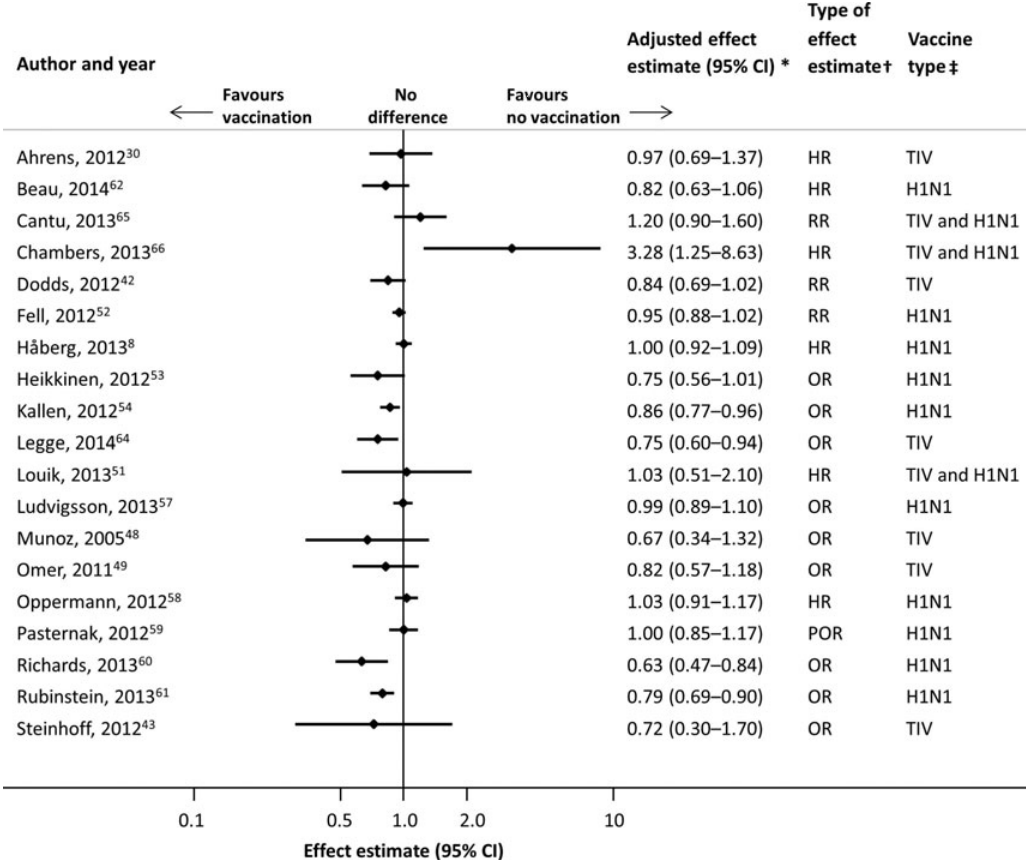 Author and year
Adjusted effect
estimate (95% CI) *
Type of
effect
estimate†
Vaccine
type‡
Favours
vaccination
No
difference
Favours
no vaccination
Ahrens, 2012³⁰ 0.97 (0.69–1.37) HR TIV
Beau, 2014⁶² 0.82 (0.63–1.06) HR H1N1
Cantu, 2013⁶⁵ 1.20 (0.90–1.60) RR TIV and H1N1
Chambers, 2013⁶⁶ 3.28 (1.25–8.63) HR TIV and H1N1
Dodds, 2012⁴² 0.84 (0.69–1.02) RR TIV
Fell, 2012⁵² 0.95 (0.88–1.02) RR H1N1
Håberg, 2013⁸ 1.00 (0.92–1.09) HR H1N1
Heikkinen, 2012⁵³ 0.75 (0.56–1.01) OR H1N1
Kallen, 2012⁵⁴ 0.86 (0.77–0.96) OR H1N1
Legge, 2014⁶⁴ 0.75 (0.60–0.94) OR TIV
Louik, 2013⁵¹ 1.03 (0.51–2.10) HR TIV and H1N1
Ludvigsson, 2013⁵⁷ 0.99 (0.89–1.10) OR H1N1
Munoz, 2005⁴⁸ 0.67 (0.34–1.32) OR TIV
Omer, 2011⁴⁹ 0.82 (0.57–1.18) OR TIV
Oppermann, 2012⁵⁸ 1.03 (0.91–1.17) HR H1N1
Pasternak, 2012⁵⁹ 1.00 (0.85–1.17) POR H1N1
Richards, 2013⁶⁰ 0.63 (0.47–0.84) OR H1N1
Rubinstein, 2013⁶¹ 0.79 (0.69–0.90) OR H1N1
Steinhoff, 2012⁴³ 0.72 (0.30–1.70) OR TIV
0.1 0.5 1.0 2.0 10
Effect estimate (95% CI)